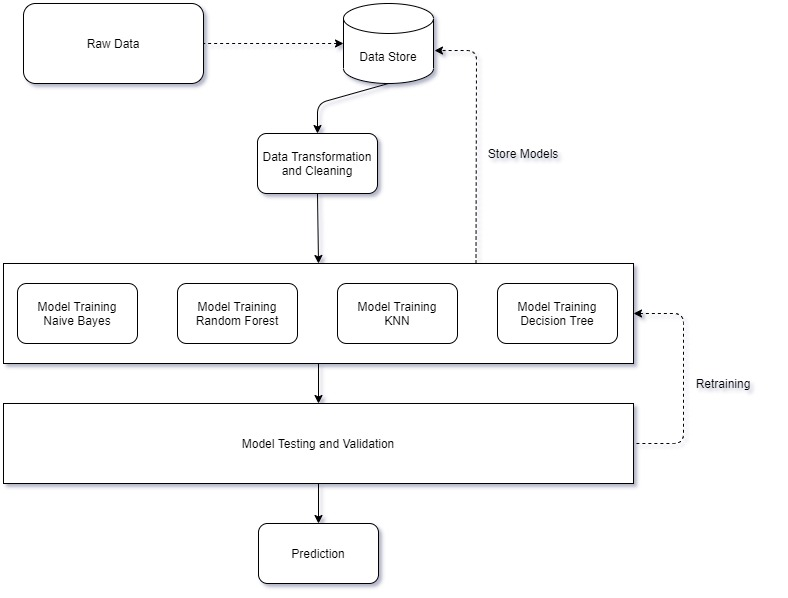 Raw Data
Data Store
Data Transformation
and Cleaning
Store Models
Model Training
Naive Bayes
Model Training
Random Forest
Model Training
KNN
Model Training
Decision Tree
Retraining
Model Testing and Validation
Prediction